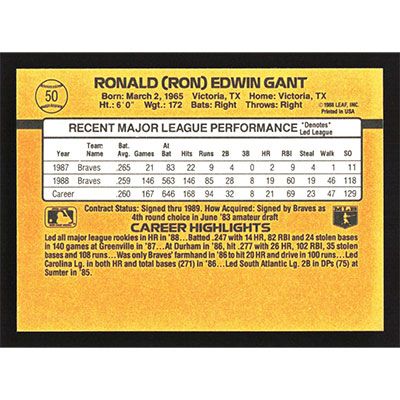 50
RONALD (RON) EDWIN GANT
Born: March 2, 1965 Victoria, TX Home: Victoria, TX
Ht.: 6'0" Wgt.: 172 Bats: Right Throws: Right
© 1988 LEAF, INC.
Printed in USA
RECENT MAJOR LEAGUE PERFORMANCE
*Denotes Led League
Year Team Name Bat. Avg. Games At Bat Hits Runs 2B 3B HR RBI Steal Walk SO
1987 Braves .265 21 83 22 9 4 0 2 9 4 1 11
1988 Braves .259 146 563 146 85 28 8 19 60 19 46 118
Career .260 167 646 168 94 32 8 21 69 23 47 129
Contract Status: Signed thru 1989. How Acquired: Signed by Braves as
4th round choice in June '83 amateur draft
CAREER HIGHLIGHTS
Led all major league rookies in HR in '88...Batted .247 with 14 HR, 82 RBI and 24 stolen bases
in 140 games at Greenville in '87...At Durham in '86, hit .277 with 26 HR, 102 RBI, 35 stolen
bases and 108 runs...Was only Braves' farmhand in '86 to hit 20 HR and drive in 100 runs...Led
Carolina Lg. in both HR and total bases (271) in '86...Led South Atlantic Lg. 2B in DPs (75) at
Sumter in '85.